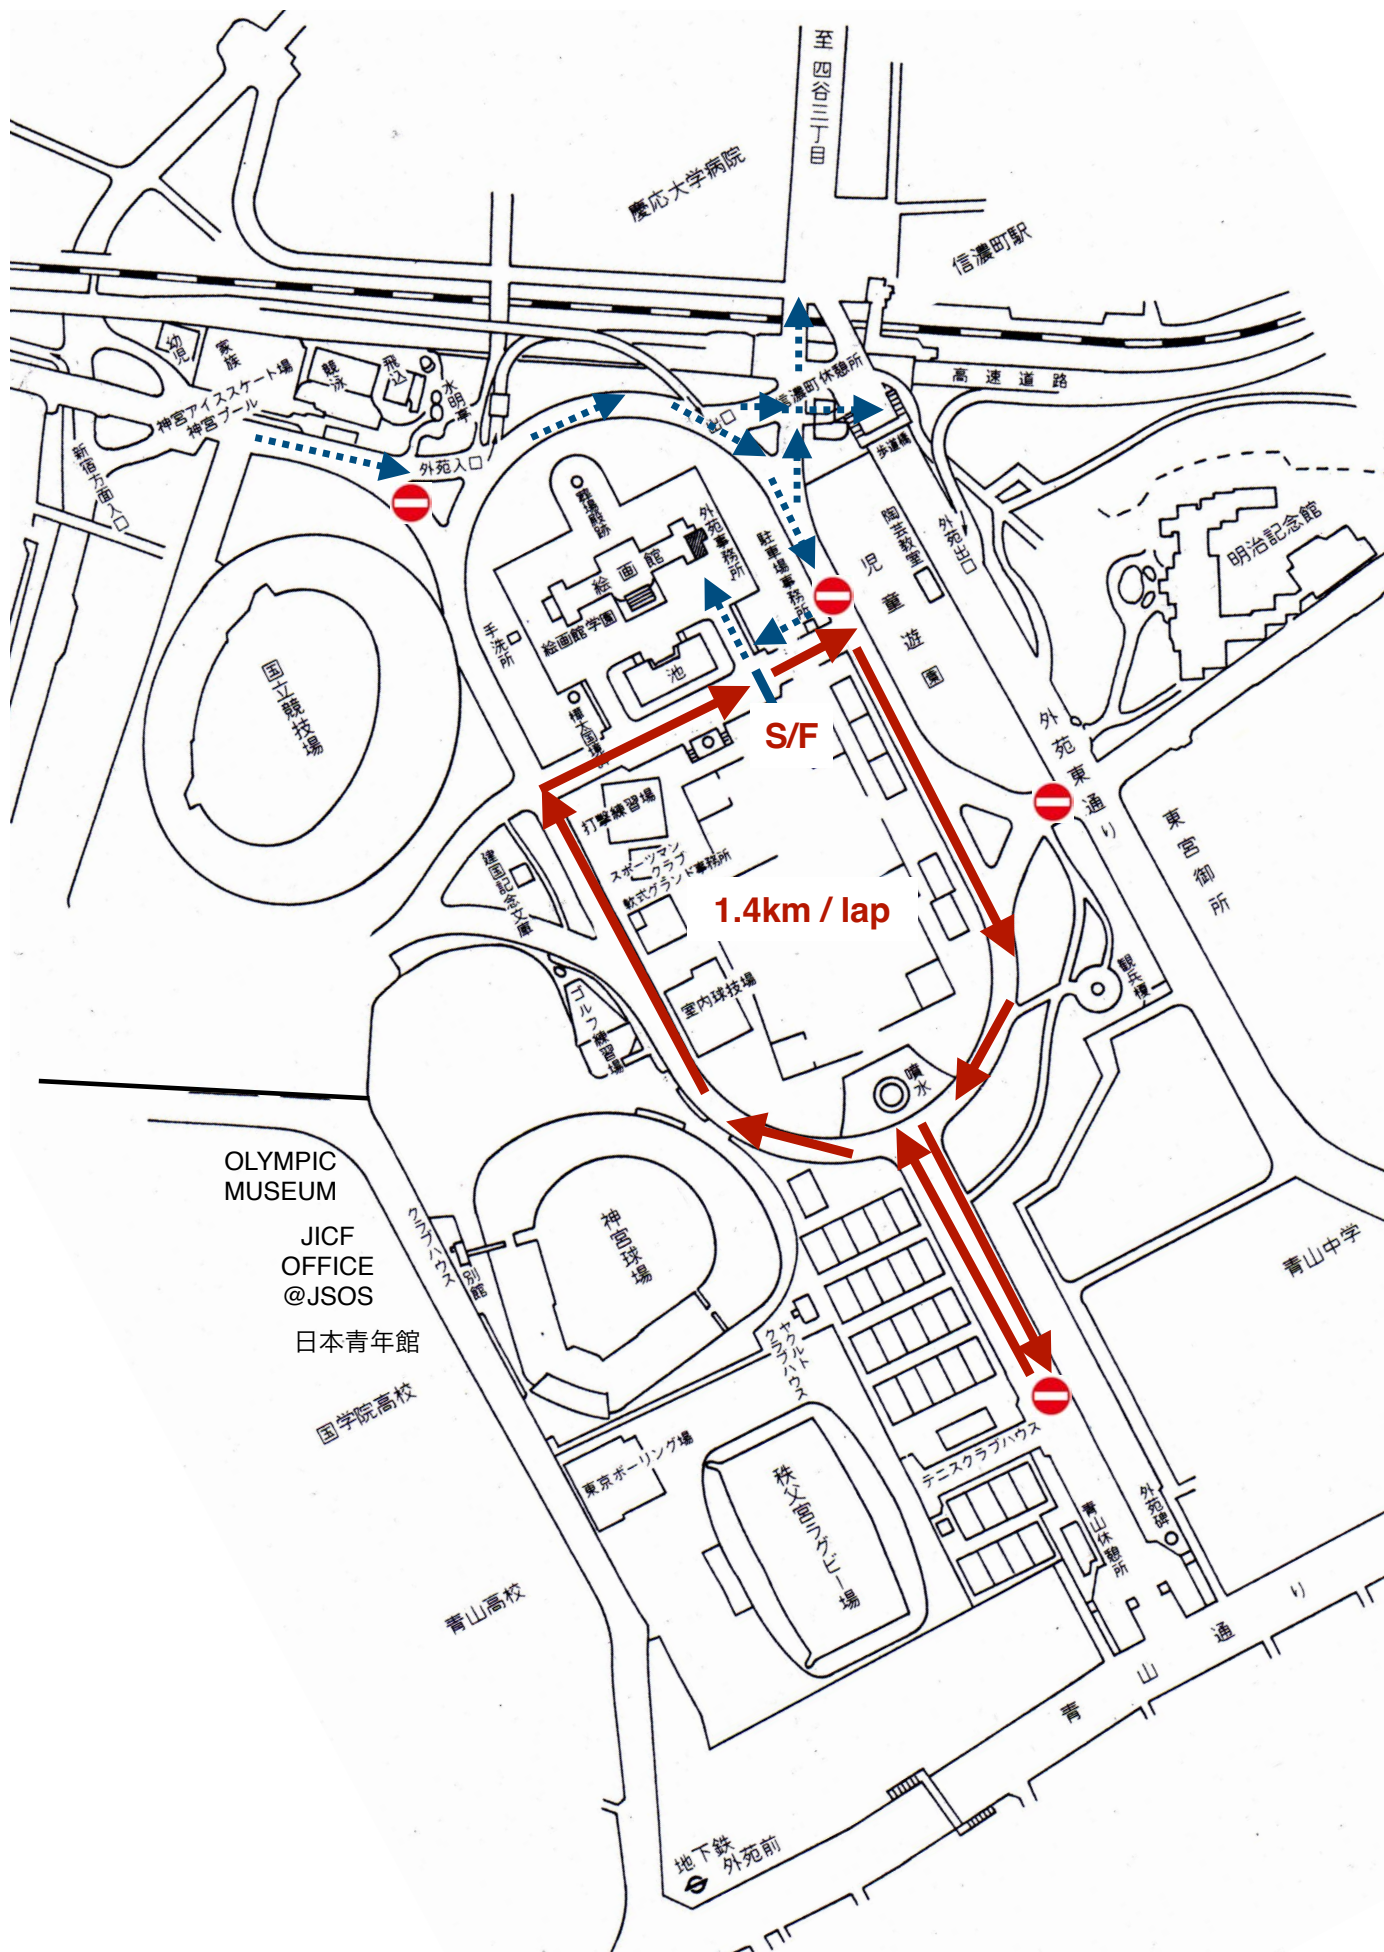 至四谷三丁目
慶応大学病院
信濃町駅
幼児
家族
競泳
飛込
水明亭
神宮アイススケート場
神宮プール
新宿方面入口
外苑入口
出口
信濃町休憩所
高速道路
歩道橋
葬場殿跡
外苑事務所
絵画館
駐車場事務所
陶芸教室
外苑出口
明治記念館
児童遊園
絵画館学園
手洗所
池
国立競技場
S/F
外苑東通り
東宮御所
打撃練習場
建国記念文庫
スポーツマン
クラブ
軟式グランド事務所
1.4km / lap
室内球技場
観兵榎
ゴルフ練習場
噴水
OLYMPIC
MUSEUM
JICF
OFFICE
@JSOS
日本青年館
クラブハウス
別館
神宮球場
青山中学
ヤクルト
クラブハウス
国学院高校
東京ボーリング場
テニスクラブハウス
秩父宮ラグビー場
外苑碑
青山休憩所
青山高校
青山通り
地下鉄
外苑前